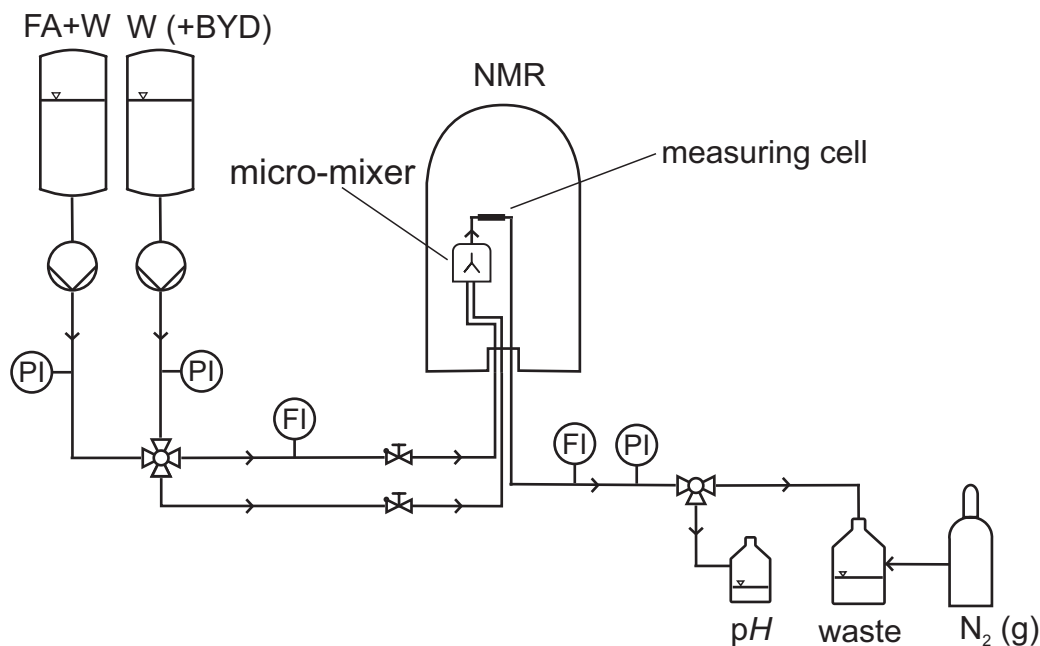 FA+W W (+BYD)
NMR
measuring cell
micro-mixer
PI
PI
FI
FI
PI
pH
waste
N₂ (g)